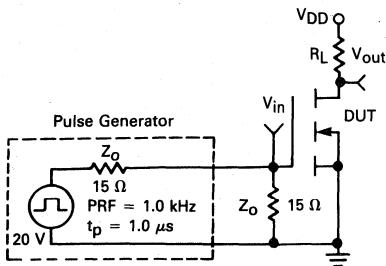 V_DD
R_L V_out
V_in
DUT
Pulse Generator
Z_o
15 Ω
PRF = 1.0 kHz
t_p = 1.0 μs
20 V
Z_o 15 Ω